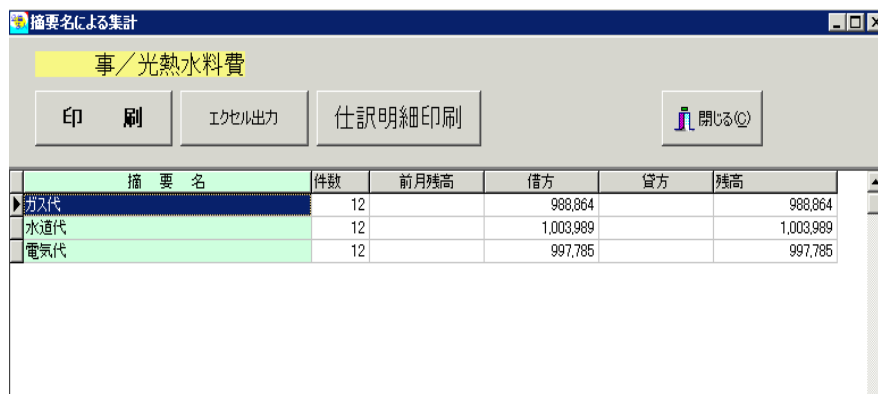 摘要名による集計
事/光熱水料費
印 刷 エクセル出力 仕訳明細印刷 閉じる(C)
摘 要 名 件数 前月残高 借方 貸方 残高
ガス代 12 988,864 988,864
水道代 12 1,003,989 1,003,989
電気代 12 997,785 997,785